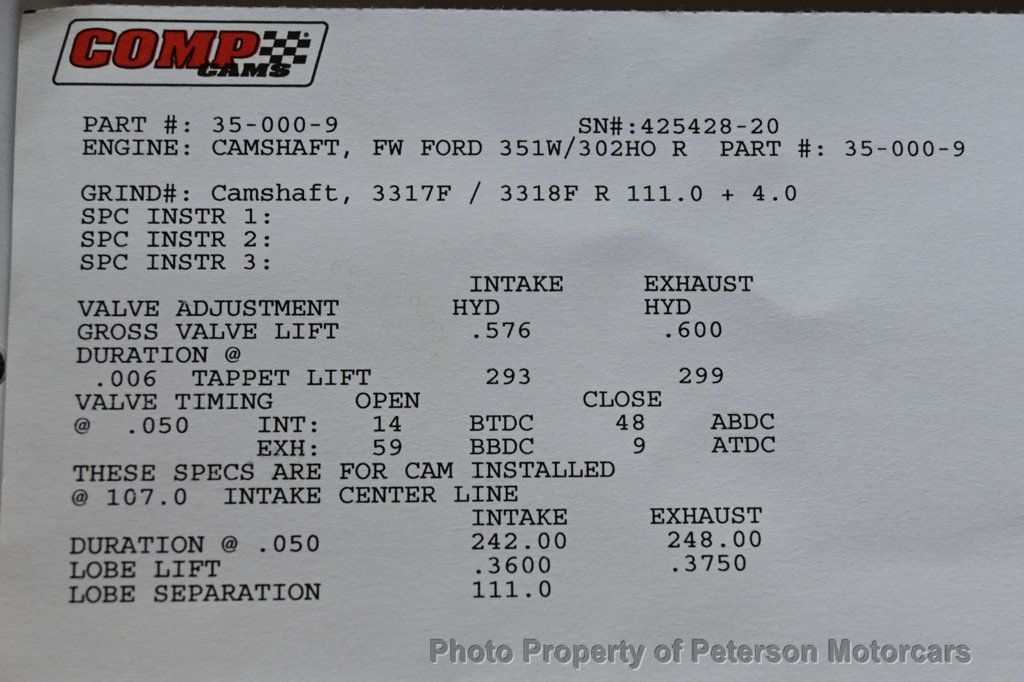 COMP CAMS
PART #: 35-000-9 SN#:425428-20
ENGINE: CAMSHAFT, FW FORD 351W/302HO R PART #: 35-000-9
GRIND#: Camshaft, 3317F / 3318F R 111.0 + 4.0
SPC INSTR 1:
SPC INSTR 2:
SPC INSTR 3:
INTAKE EXHAUST
VALVE ADJUSTMENT HYD HYD
GROSS VALVE LIFT .576 .600
DURATION @
.006 TAPPET LIFT 293 299
VALVE TIMING OPEN CLOSE
@ .050 INT: 14 BTDC 48 ABDC
EXH: 59 BBDC 9 ATDC
THESE SPECS ARE FOR CAM INSTALLED
@ 107.0 INTAKE CENTER LINE
INTAKE EXHAUST
DURATION @ .050 242.00 248.00
LOBE LIFT .3600 .3750
LOBE SEPARATION 111.0
Photo Property of Peterson Motorcars